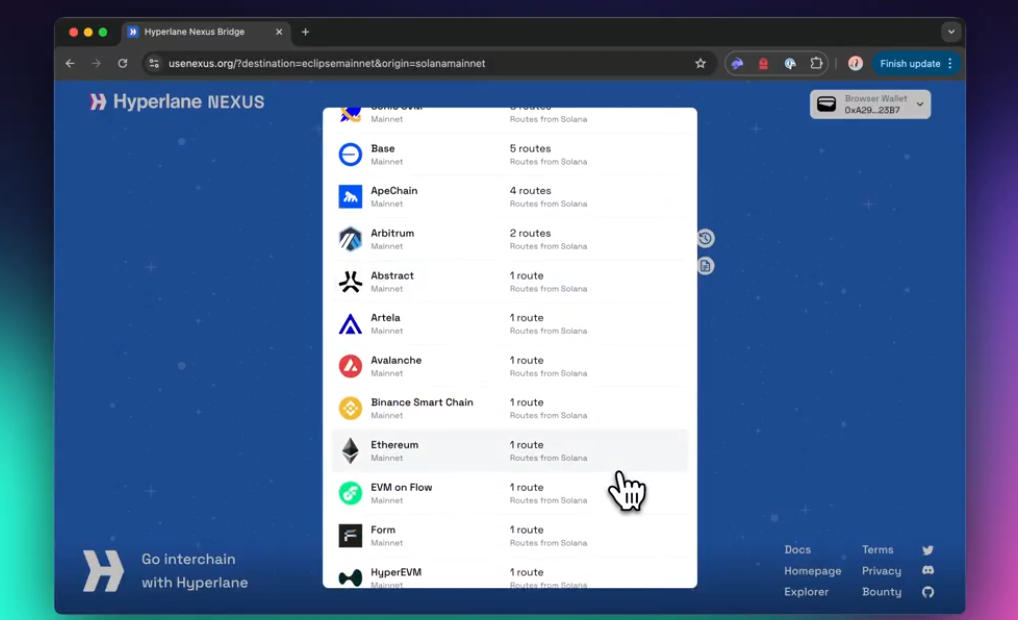 Hyperlane Nexus Bridge
usenexus.org/?destination=eclipsemainnet&origin=solanamainnet
Finish update
Hyperlane NEXUS
Browser Wallet
0xA29...23B7
Mainnet
Routes from Solana
Base
5 routes
Mainnet
Routes from Solana
ApeChain
4 routes
Mainnet
Routes from Solana
Arbitrum
2 routes
Mainnet
Routes from Solana
Abstract
1 route
Mainnet
Routes from Solana
Artela
1 route
Mainnet
Routes from Solana
Avalanche
1 route
Mainnet
Routes from Solana
Binance Smart Chain
1 route
Mainnet
Routes from Solana
Ethereum
1 route
Mainnet
Routes from Solana
EVM on Flow
1 route
Mainnet
Routes from Solana
Form
1 route
Mainnet
Routes from Solana
HyperEVM
1 route
Mainnet
Routes from Solana
Go interchain
with Hyperlane
Docs
Terms
Homepage
Privacy
Explorer
Bounty